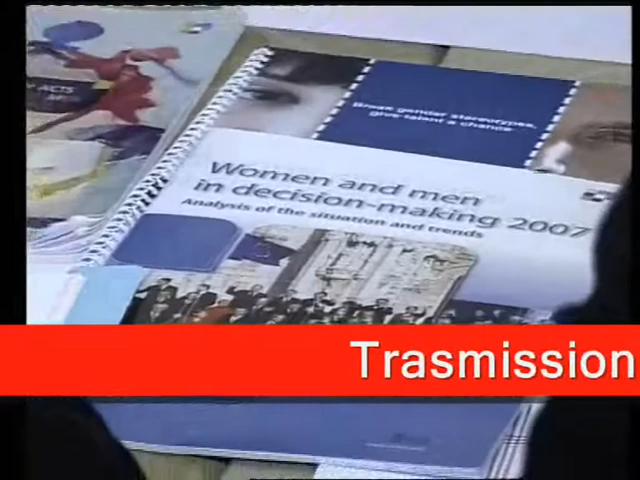 ACTS
Break gender stereotypes,
give talent a chance
Women and men
in decision-making 2007
Analysis of the situation and trends
Trasmission